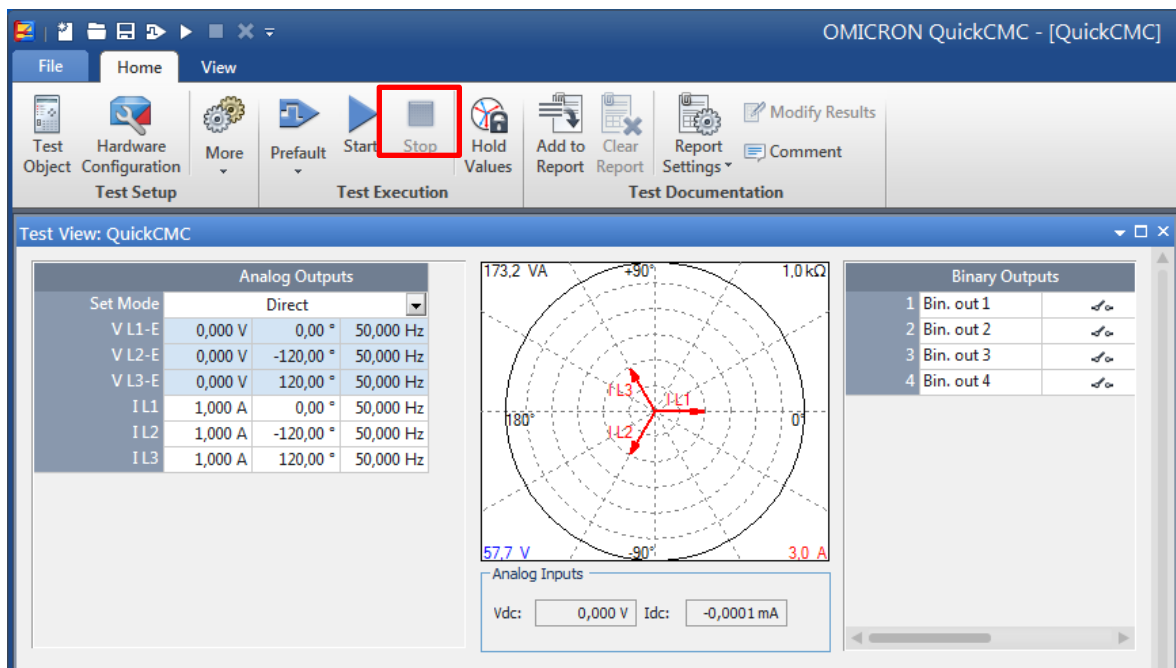 OMICRON QuickCMC - [QuickCMC]
File Home View
Test Object
Hardware Configuration
More
Prefault
Start
Stop
Hold Values
Add to Report
Clear Report
Report Settings
Modify Results
Comment
Test Setup
Test Execution
Test Documentation
Test View: QuickCMC
Analog Outputs
Set Mode Direct
V L1-E 0,000 V 0,00 ° 50,000 Hz
V L2-E 0,000 V -120,00 ° 50,000 Hz
V L3-E 0,000 V 120,00 ° 50,000 Hz
I L1 1,000 A 0,00 ° 50,000 Hz
I L2 1,000 A -120,00 ° 50,000 Hz
I L3 1,000 A 120,00 ° 50,000 Hz
173,2 VA +90° 1,0 kΩ
I L3 I L1
180° 0°
I L2
57,7 V -90° 3,0 A
Analog Inputs
Vdc: 0,000 V Idc: -0,0001 mA
Binary Outputs
1 Bin. out 1
2 Bin. out 2
3 Bin. out 3
4 Bin. out 4